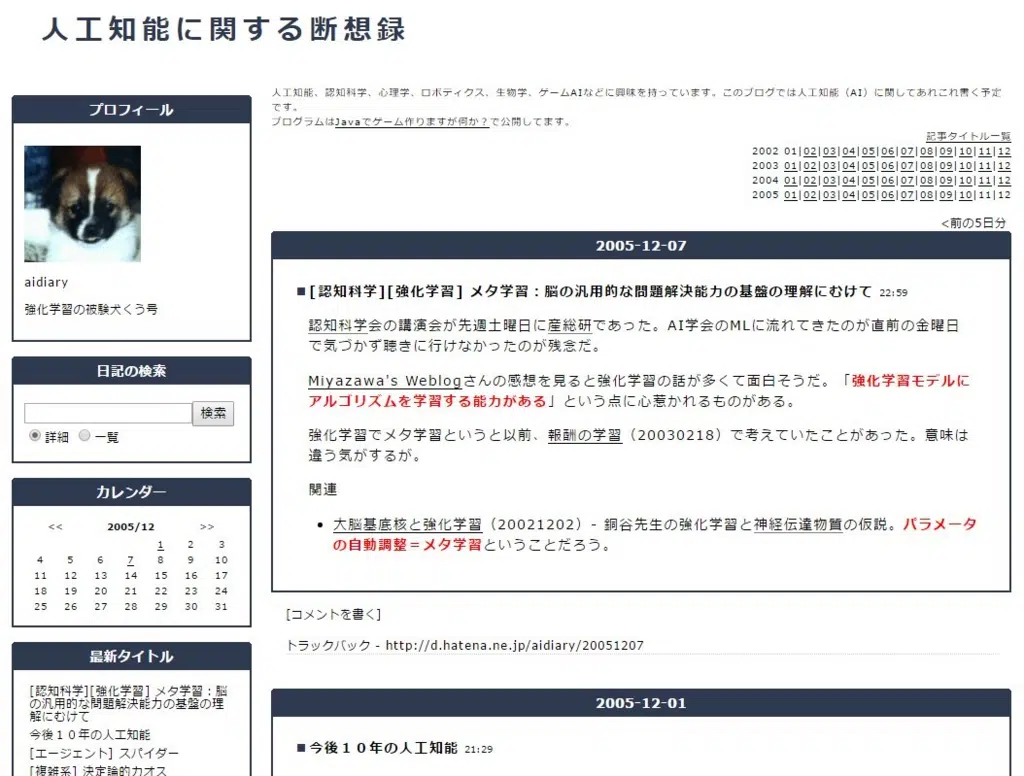 人工知能に関する断想録
プロフィール
aidiary
強化学習の被験犬くう号
日記の検索
検索
詳細 一覧
カレンダー
<< 2005/12 >>
1 2 3
4 5 6 7 8 9 10
11 12 13 14 15 16 17
18 19 20 21 22 23 24
25 26 27 28 29 30 31
最新タイトル
[認知科学][強化学習] メタ学習：脳
の汎用的な問題解決能力の基盤の理
解にむけて
今後１０年の人工知能
[エージェント] スパイダー
[複雑系] 決定論的カオス
人工知能、認知科学、心理学、ロボティクス、生物学、ゲームAIなどに興味を持っています。このブログでは人工知能（AI）に関してあれこれ書く予定
です。
プログラムはJavaでゲーム作りますが何か？で公開してます。
記事タイトル一覧
2002 01|02|03|04|05|06|07|08|09|10|11|12
2003 01|02|03|04|05|06|07|08|09|10|11|12
2004 01|02|03|04|05|06|07|08|09|10|11|12
2005 01|02|03|04|05|06|07|08|09|10|11|12
<前の5日分
2005-12-07
■[認知科学][強化学習] メタ学習：脳の汎用的な問題解決能力の基盤の理解にむけて 22:59
認知科学会の講演会が先週土曜日に産総研であった。AI学会のMLに流れてきたのが直前の金曜日
で気づかず聴きに行けなかったのが残念だ。
Miyazawa's Weblogさんの感想を見ると強化学習の話が多くて面白そうだ。「強化学習モデルに
アルゴリズムを学習する能力がある」という点に心惹かれるものがある。
強化学習でメタ学習というと以前、報酬の学習（20030218）で考えていたことがあった。意味は
違う気がするが。
関連
• 大脳基底核と強化学習（20021202）- 銅谷先生の強化学習と神経伝達物質の仮説。パラメータ
の自動調整＝メタ学習ということだろう。
[コメントを書く]
トラックバック - http://d.hatena.ne.jp/aidiary/20051207
2005-12-01
■今後１０年の人工知能 21:29